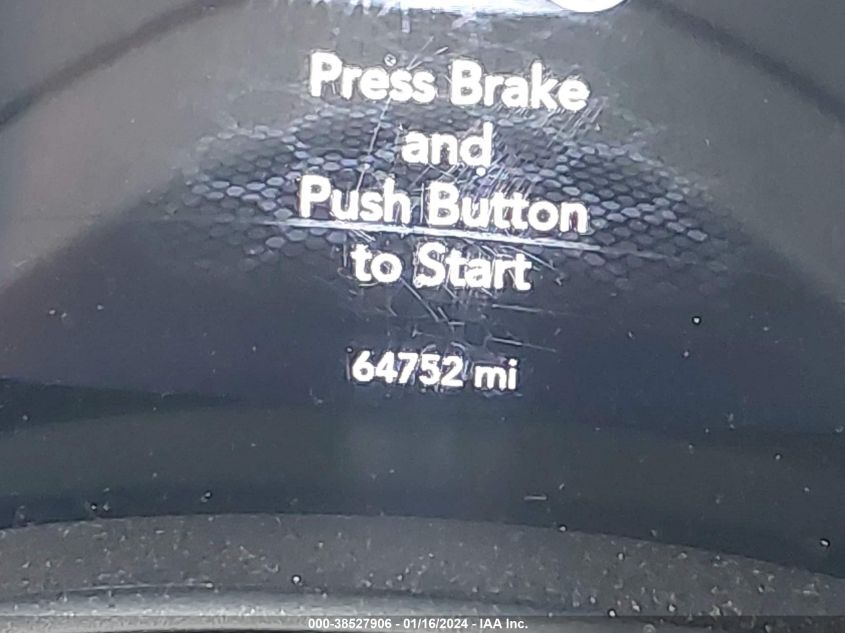 Press Brake
and
Push Button
to Start
64752 mi
000-38527906 - 01/16/2024 - IAA Inc.